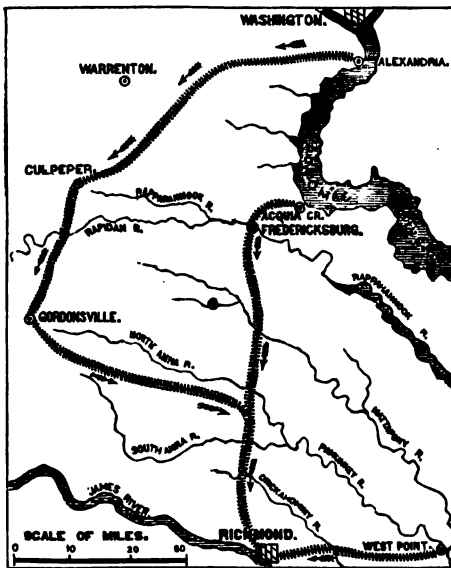 WASHINGTON.
ALEXANDRIA.
WARRENTON.
CULPEPER.
RAPPAHANNOCK
R.
ACQUIA CR.
FREDERICKSBURG.
RAPIDAN R.
RAPPAHANNOCK
R.
GORDONSVILLE.
NORTH ANNA R.
MATTAPONY R.
SOUTH ANNA R.
PAMUNKEY R.
CHICKAHOMINY R.
JAMES RIVER
SCALE OF MILES.
0 10 20 30
RICHMOND.
WEST POINT.